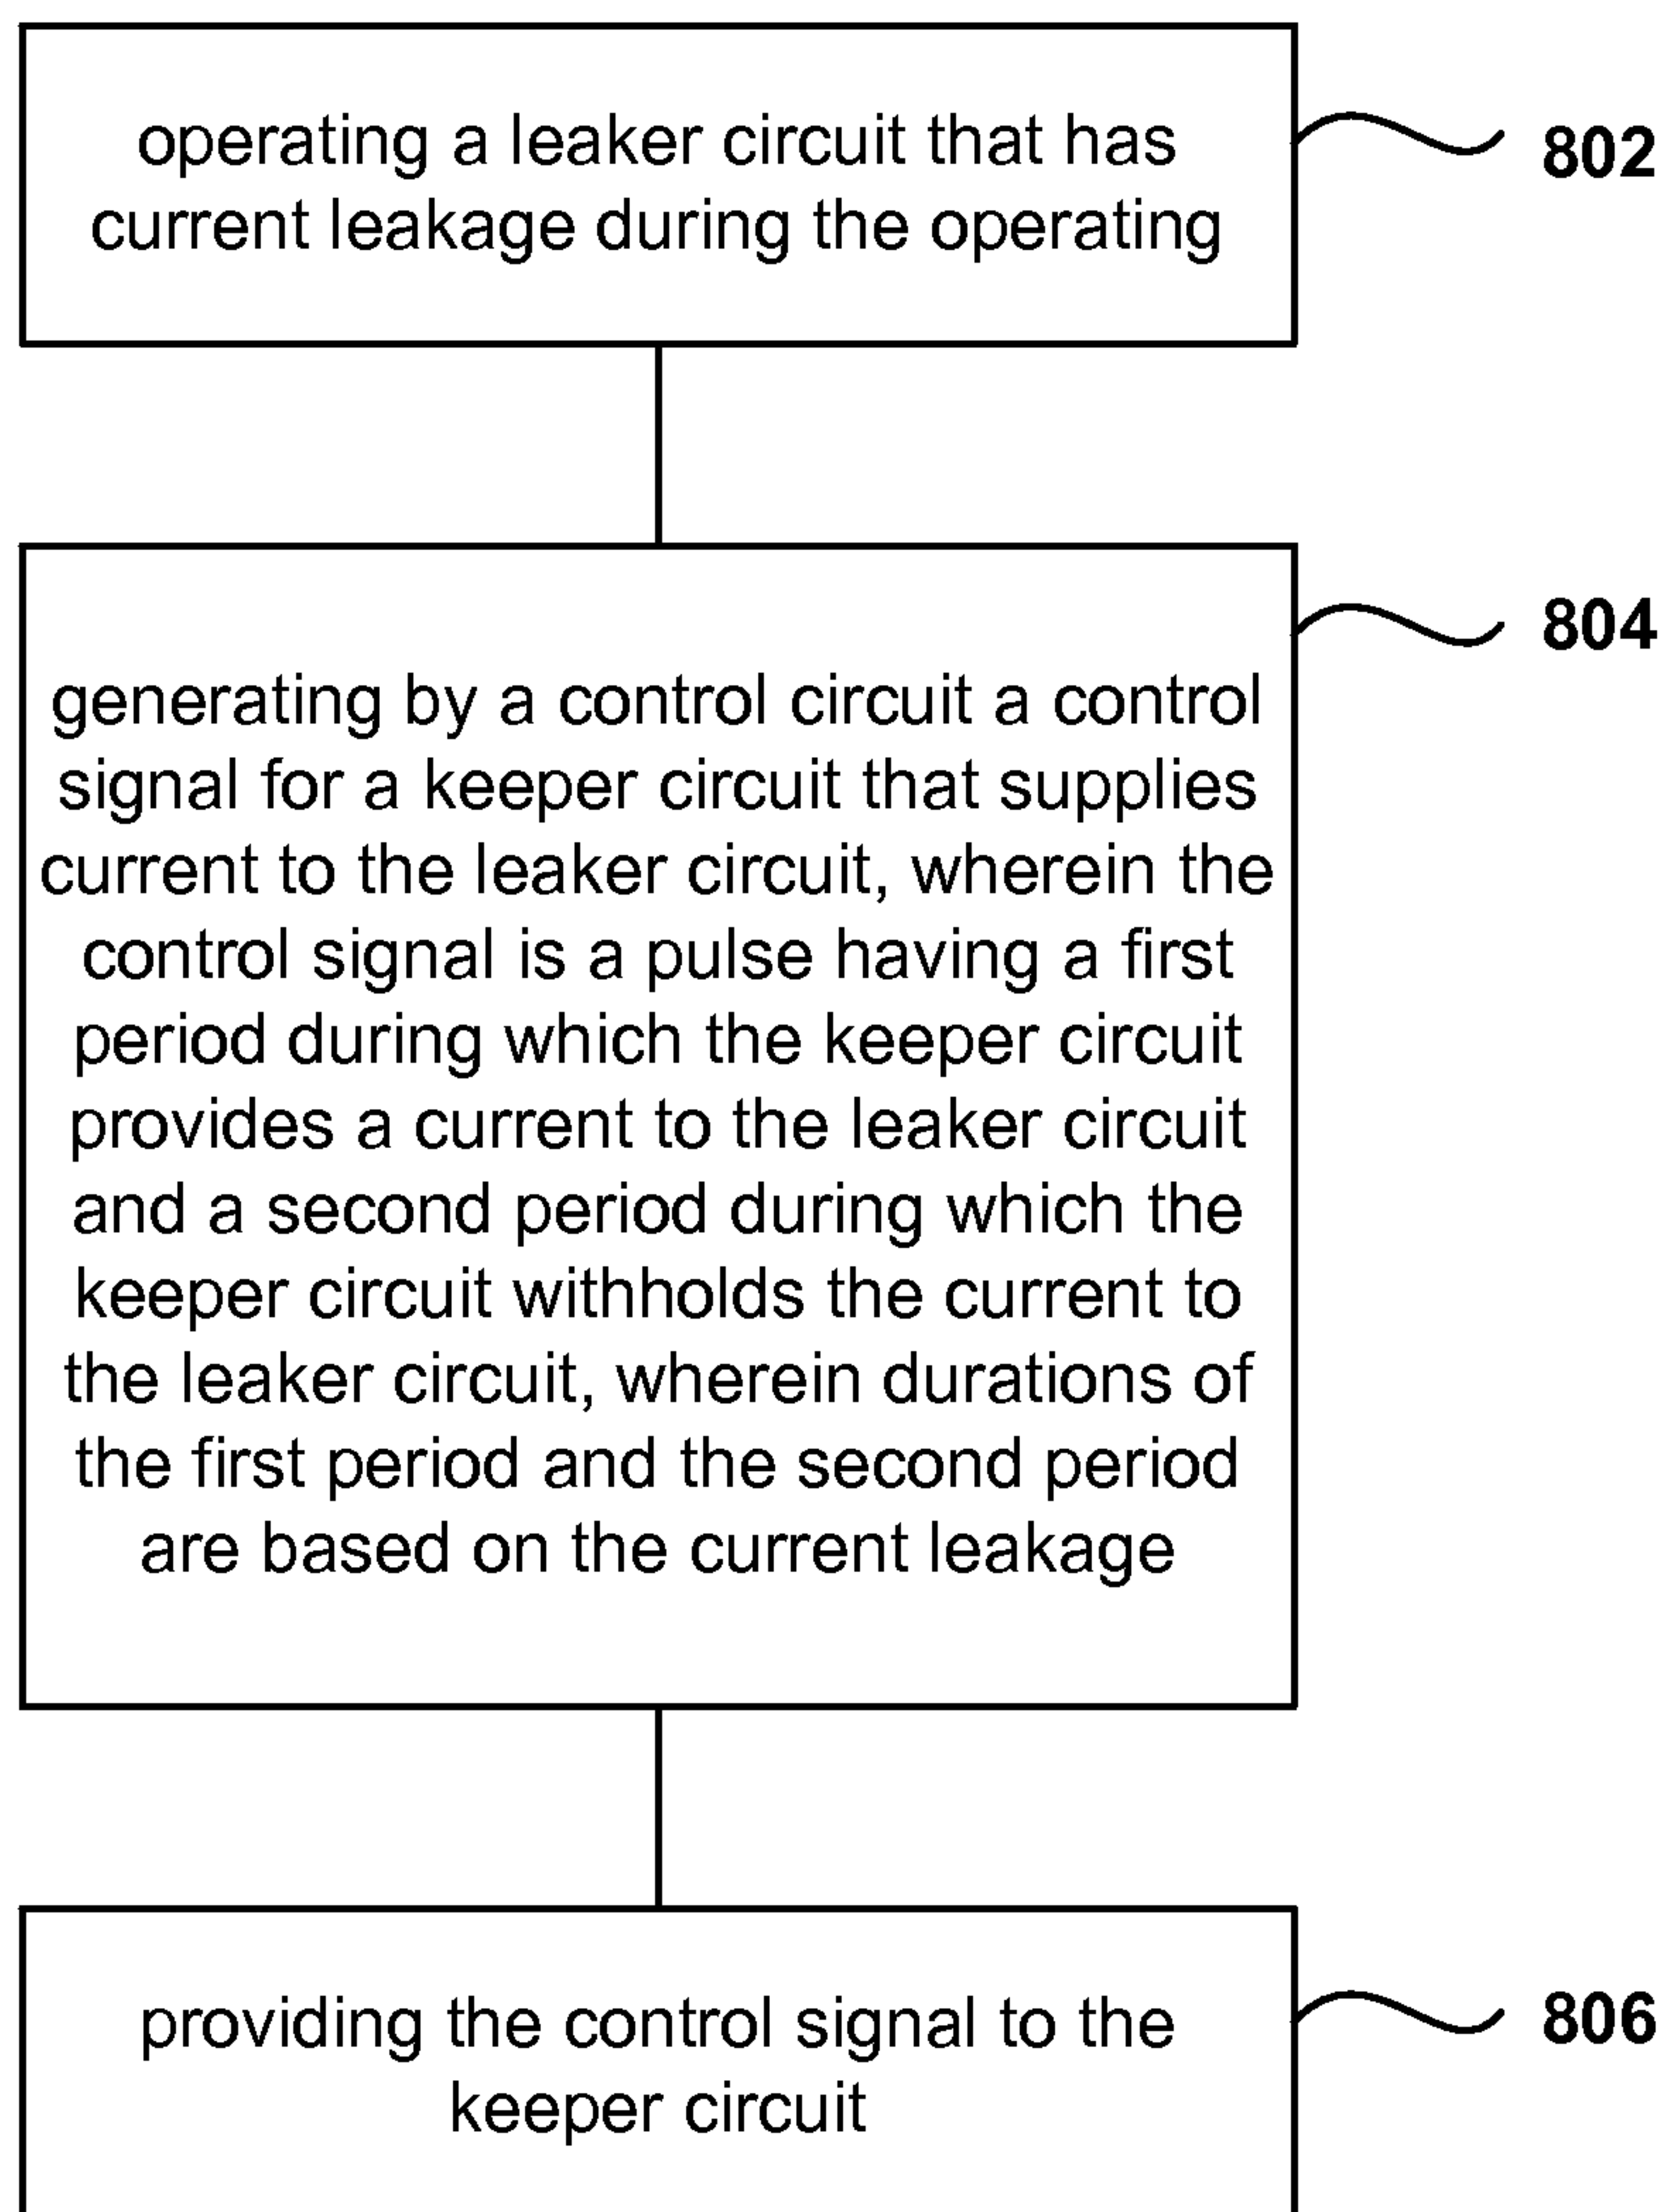 operating a leaker circuit that has
current leakage during the operating
802
804
generating by a control circuit a control
signal for a keeper circuit that supplies
current to the leaker circuit, wherein the
control signal is a pulse having a first
period during which the keeper circuit
provides a current to the leaker circuit
and a second period during which the
keeper circuit withholds the current to
the leaker circuit, wherein durations of
the first period and the second period
are based on the current leakage
806
providing the control signal to the
keeper circuit